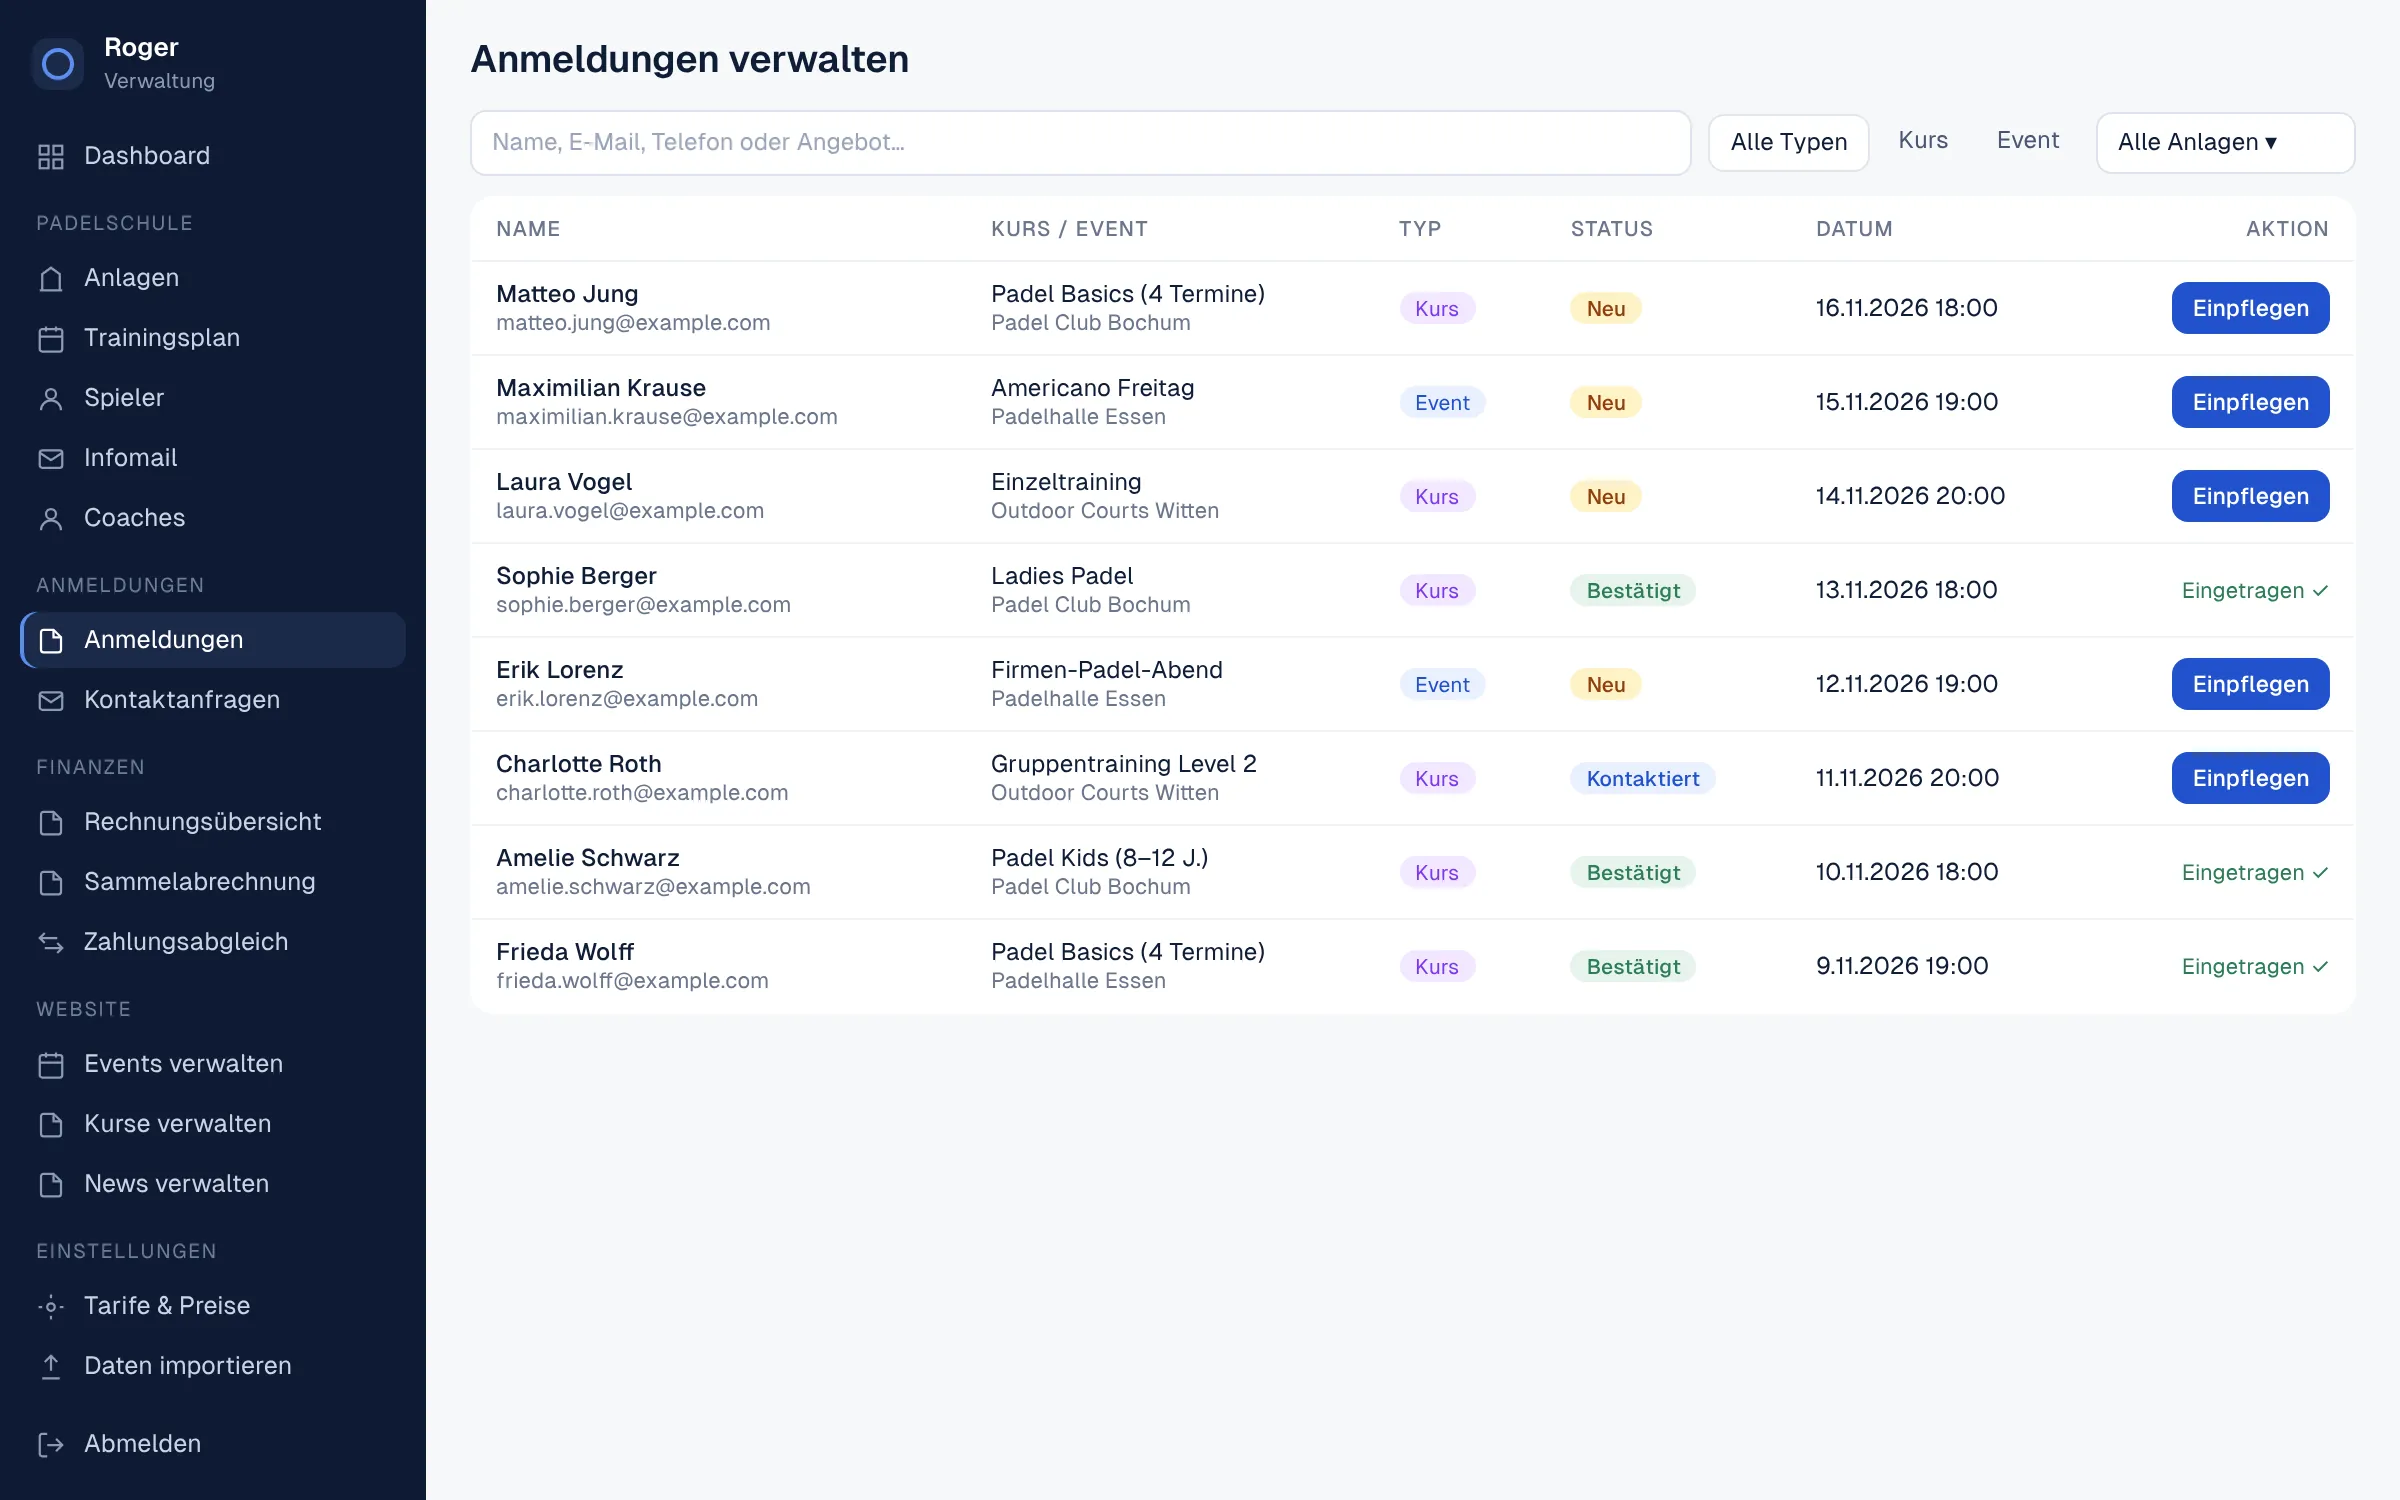 Roger
Verwaltung
Dashboard
PADELSCHULE
Anlagen
Trainingsplan
Spieler
Infomail
Coaches
ANMELDUNGEN
Anmeldungen
Kontaktanfragen
FINANZEN
Rechnungsübersicht
Sammelabrechnung
Zahlungsabgleich
WEBSITE
Events verwalten
Kurse verwalten
News verwalten
EINSTELLUNGEN
Tarife & Preise
Daten importieren
Abmelden
Anmeldungen verwalten
Name, E-Mail, Telefon oder Angebot… Alle Typen Kurs Event Alle Anlagen ▾
NAME KURS / EVENT TYP STATUS DATUM AKTION
Matteo Jung Padel Basics (4 Termine) Kurs Neu 16.11.2026 18:00 Einpflegen
matteo.jung@example.com Padel Club Bochum
Maximilian Krause Americano Freitag Event Neu 15.11.2026 19:00 Einpflegen
maximilian.krause@example.com Padelhalle Essen
Laura Vogel Einzeltraining Kurs Neu 14.11.2026 20:00 Einpflegen
laura.vogel@example.com Outdoor Courts Witten
Sophie Berger Ladies Padel Kurs Bestätigt 13.11.2026 18:00 Eingetragen ✓
sophie.berger@example.com Padel Club Bochum
Erik Lorenz Firmen-Padel-Abend Event Neu 12.11.2026 19:00 Einpflegen
erik.lorenz@example.com Padelhalle Essen
Charlotte Roth Gruppentraining Level 2 Kurs Kontaktiert 11.11.2026 20:00 Einpflegen
charlotte.roth@example.com Outdoor Courts Witten
Amelie Schwarz Padel Kids (8–12 J.) Kurs Bestätigt 10.11.2026 18:00 Eingetragen ✓
amelie.schwarz@example.com Padel Club Bochum
Frieda Wolff Padel Basics (4 Termine) Kurs Bestätigt 9.11.2026 19:00 Eingetragen ✓
frieda.wolff@example.com Padelhalle Essen